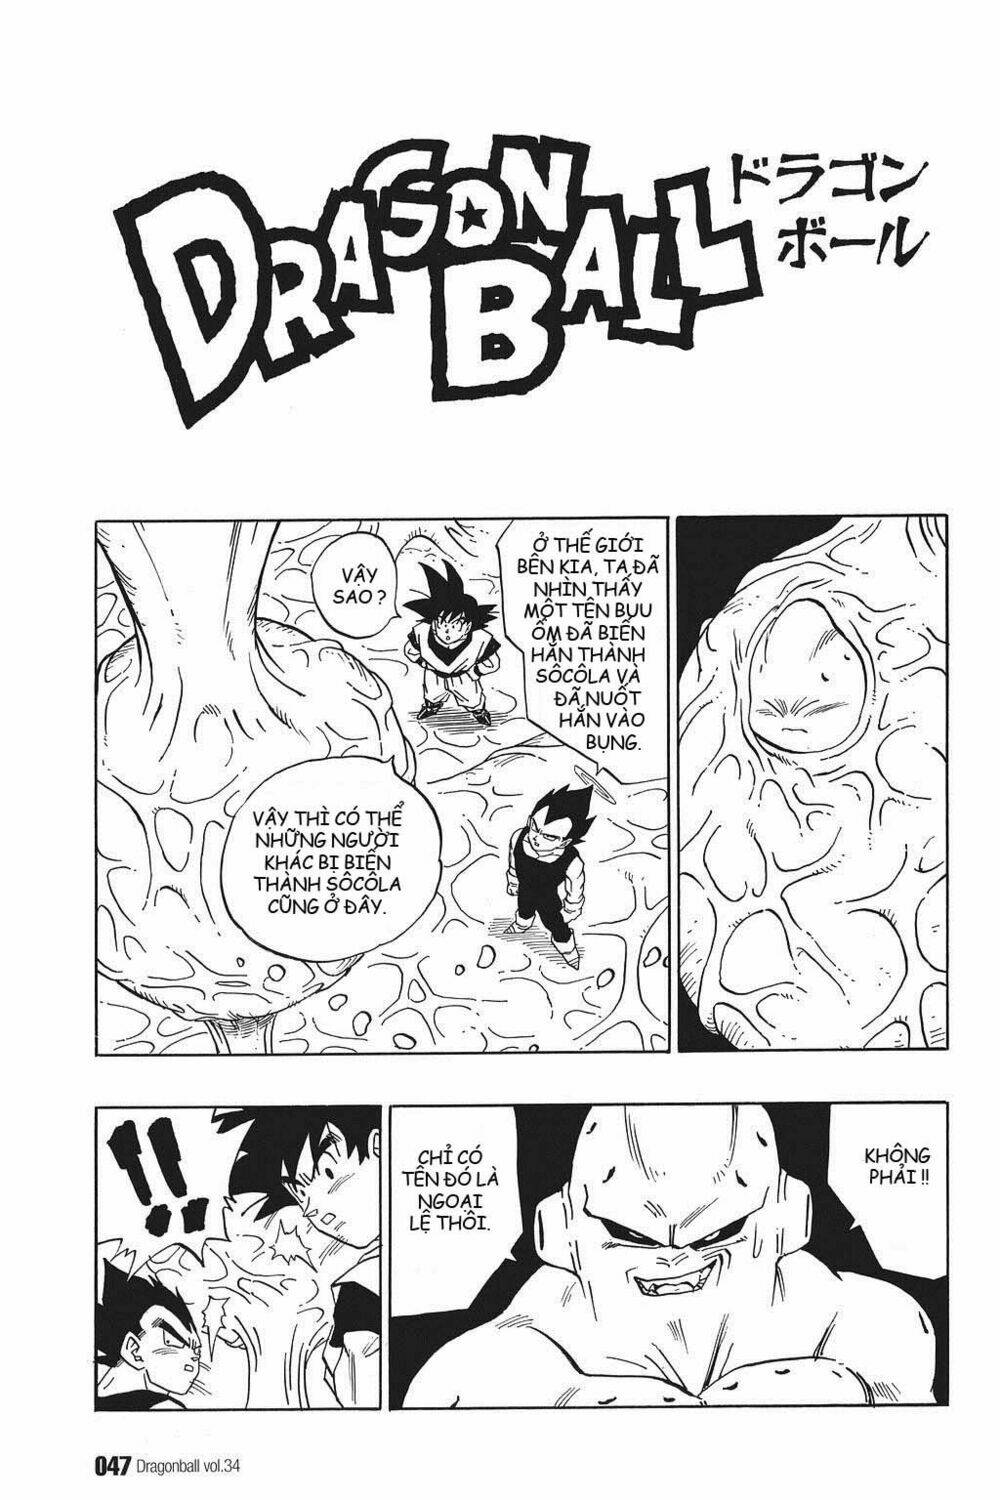 DRAGON
BALL
ドラゴン
ボール
Ở THẾ GIỚI
BÊN KIA, TA ĐÃ
NHÌN THẤY
MỘT TÊN BUU
ỐM ĐÃ BIẾN
HẮN THÀNH
SÔCÔLA VÀ
ĐÃ NUỐT
HẮN VÀO
BỤNG.
VẬY
SAO ?
VẬY THÌ CÓ THỂ
NHỮNG NGƯỜI
KHÁC BỊ BIẾN
THÀNH SÔCÔLA
CŨNG Ở ĐÂY.
KHÔNG
PHẢI !!
CHỈ CÓ
TÊN ĐÓ LÀ
NGOẠI
LỆ THÔI.
!!
047 Dragonball vol.34